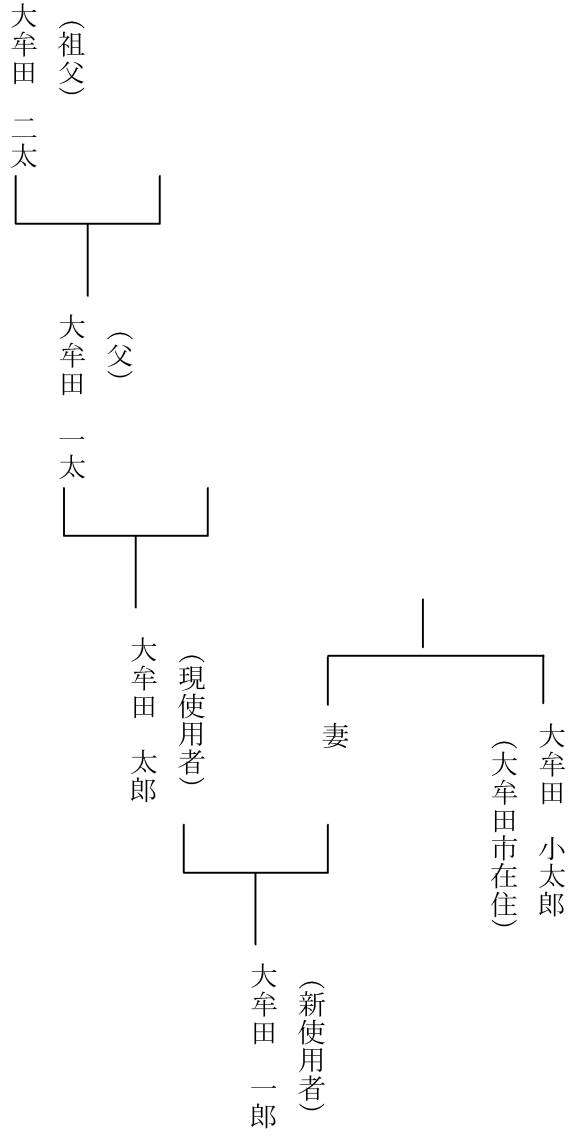 （祖父）
大牟田　二太
（父）
大牟田　一太
（現使用者）
大牟田　太郎
妻
大牟田　小太郎
（大牟田市在住）
（新使用者）
大牟田　一郎